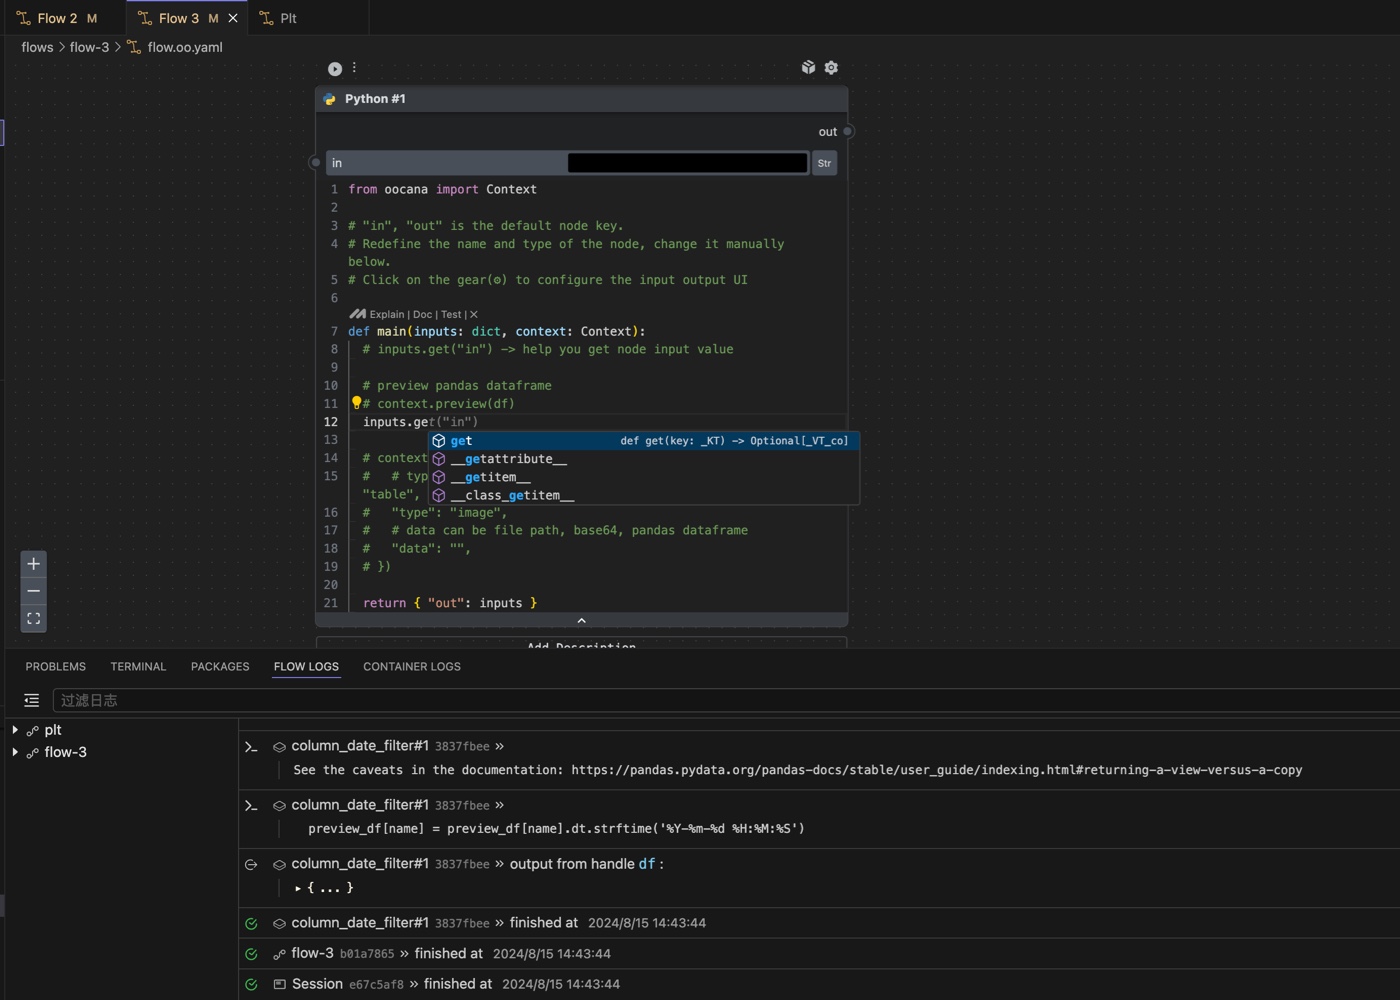 Flow 2 M
Flow 3 M
Plt
flows > flow-3 > flow.oo.yaml
Python #1
out
in
Str
1 from oocana import Context
2
3 # "in", "out" is the default node key.
4 # Redefine the name and type of the node, change it manually
below.
5 # Click on the gear(⚙) to configure the input output UI
6
Explain | Doc | Test | X
7 def main(inputs: dict, context: Context):
8 # inputs.get("in") -> help you get node input value
9
10 # preview pandas dataframe
11 # context.preview(df)
12 inputs.get("in")
get def get(key: _KT) -> Optional[_VT_co]
13 __getattribute__
14 # context __getitem__
15 # # typ __class_getitem__
"table",
16 # "type": "image",
17 # # data can be file path, base64, pandas dataframe
18 # "data": "",
19 # })
20
21 return { "out": inputs }
Add Description
PROBLEMS TERMINAL PACKAGES FLOW LOGS CONTAINER LOGS
过滤日志
plt
flow-3
column_date_filter#1 3837fbee »
See the caveats in the documentation: https://pandas.pydata.org/pandas-docs/stable/user_guide/indexing.html#returning-a-view-versus-a-copy
column_date_filter#1 3837fbee »
preview_df[name] = preview_df[name].dt.strftime('%Y-%m-%d %H:%M:%S')
column_date_filter#1 3837fbee » output from handle df :
{ ... }
column_date_filter#1 3837fbee » finished at 2024/8/15 14:43:44
flow-3 b01a7865 » finished at 2024/8/15 14:43:44
Session e67c5af8 » finished at 2024/8/15 14:43:44